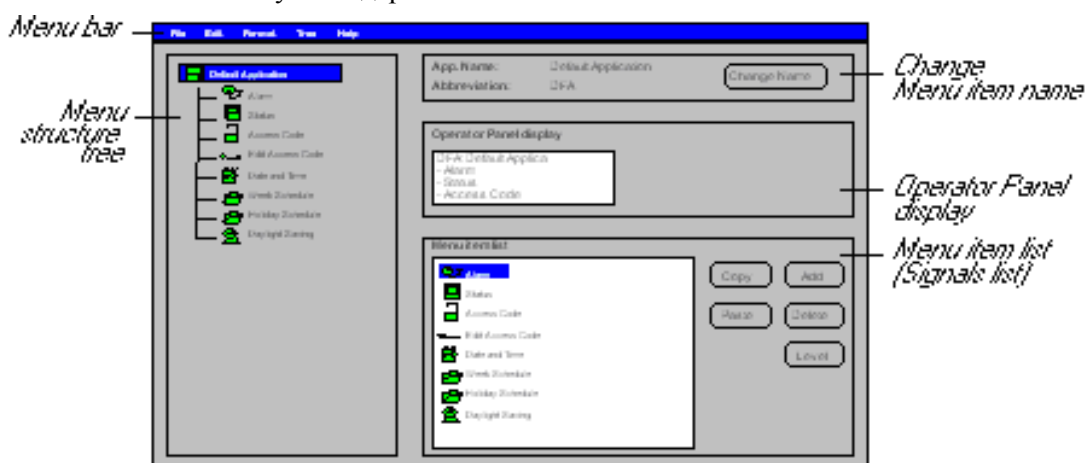 Menu bar
File Edit Format Tree Help
Default Application
Alarm
Status
Access Code
Edit Access Code
Date and Time
Week Schedule
Holiday Schedule
Daylight Saving
Menu
structure
tree
App. Name: Default Application
Abbreviation: DFA
Change Name
Change
Menu item name
Operator Panel display
DFA: Default Applica
- Alarm
- Status
- Access Code
Operator Panel
display
Menu item list
Alarm
Status
Access Code
Edit Access Code
Date and Time
Week Schedule
Holiday Schedule
Daylight Saving
Copy Add
Paste Delete
Level
Menu item list
(Signals list)